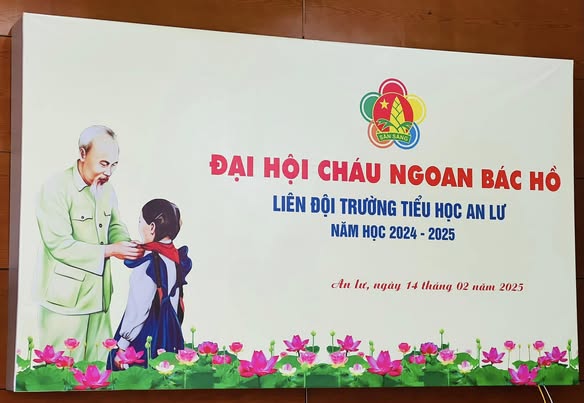 SẴN SÀNG
ĐẠI HỘI CHÁU NGOAN BÁC HỒ
LIÊN ĐỘI TRƯỜNG TIỂU HỌC AN LƯ
NĂM HỌC 2024 - 2025
An lư, ngày 14 tháng 02 năm 2025